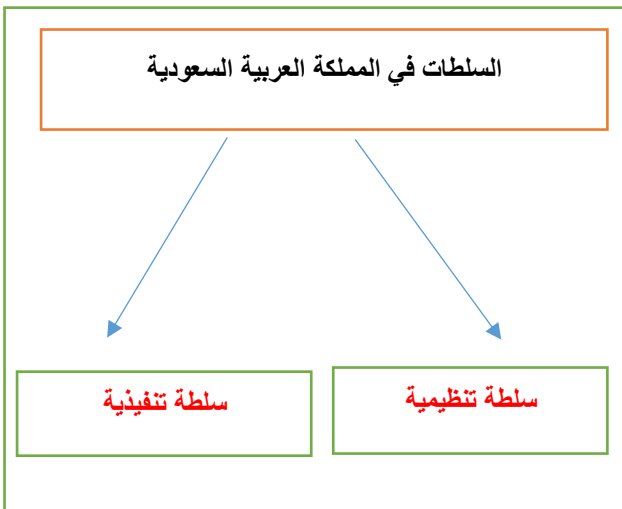 السلطات في المملكة العربية السعودية
سلطة تنظيمية
سلطة تنفيذية